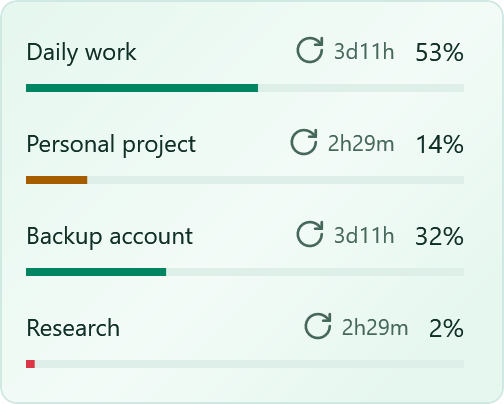 Daily work 3d11h 53%
Personal project 2h29m 14%
Backup account 3d11h 32%
Research 2h29m 2%